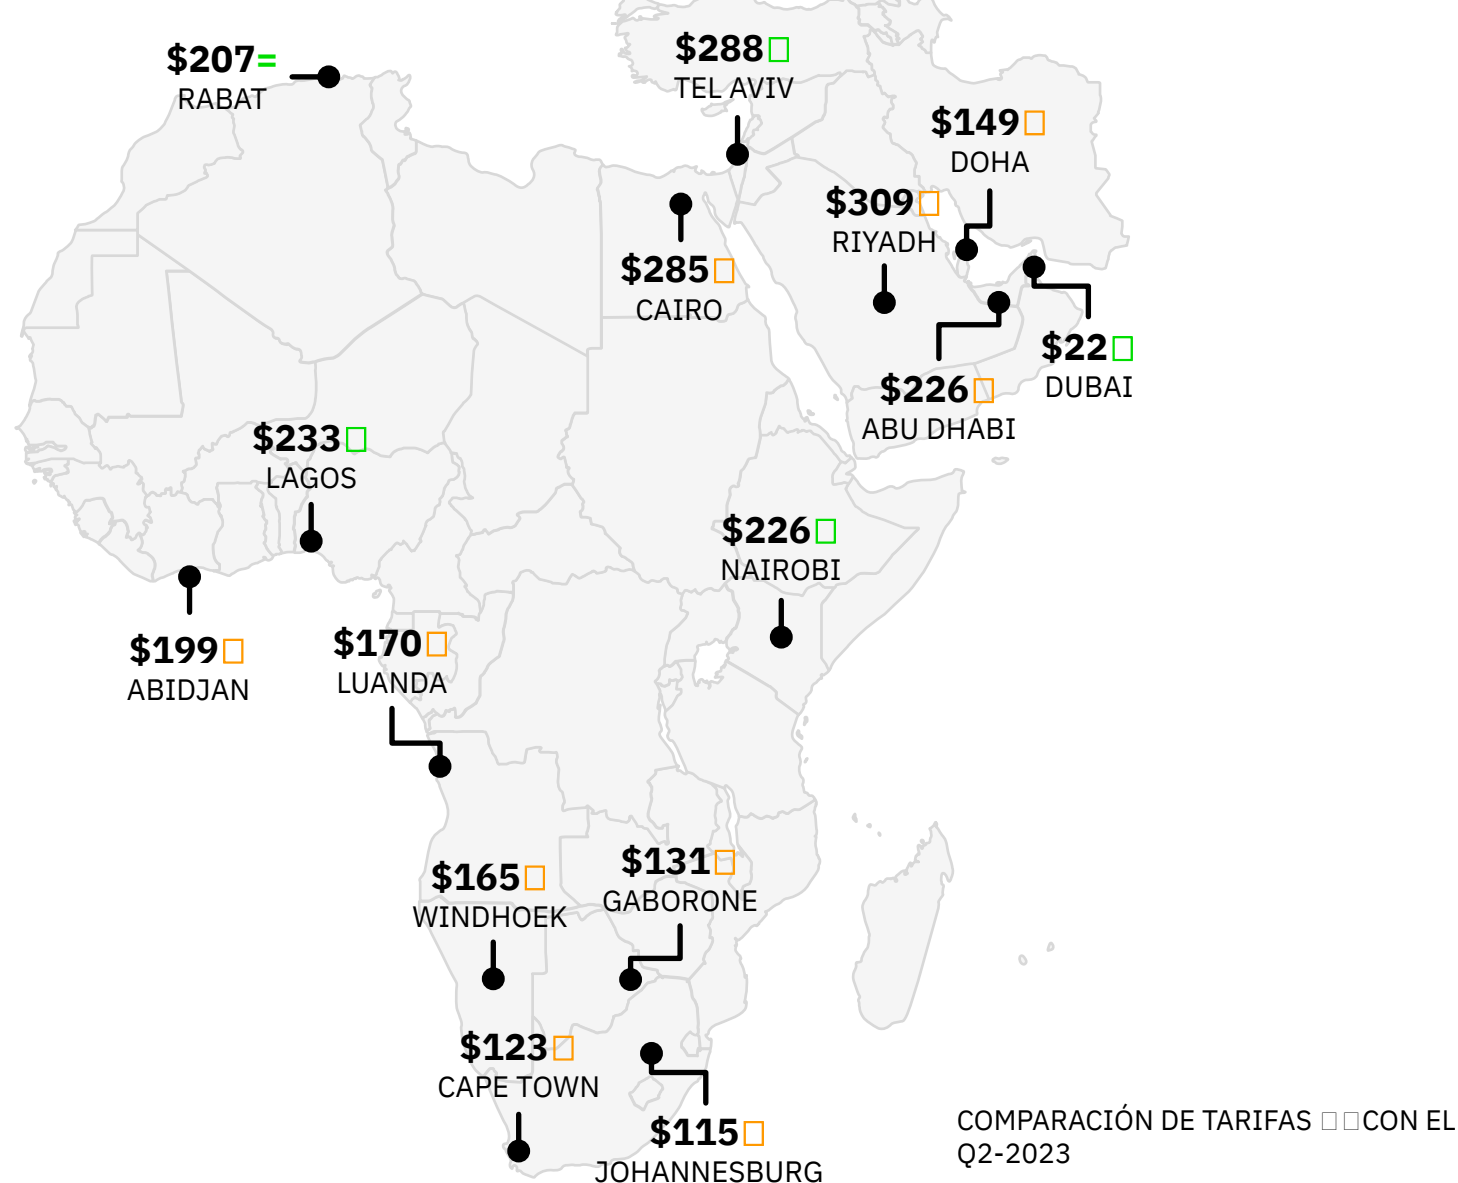 $207=
RABAT
$288
TEL AVIV
$149
DOHA
$309
RIYADH
$285
CAIRO
$22
DUBAI
$226
ABU DHABI
$233
LAGOS
$226
NAIROBI
$199
ABIDJAN
$170
LUANDA
$165
WINDHOEK
$131
GABORONE
$123
CAPE TOWN
$115
JOHANNESBURG
COMPARACIÓN DE TARIFAS □ □CON EL
Q2-2023